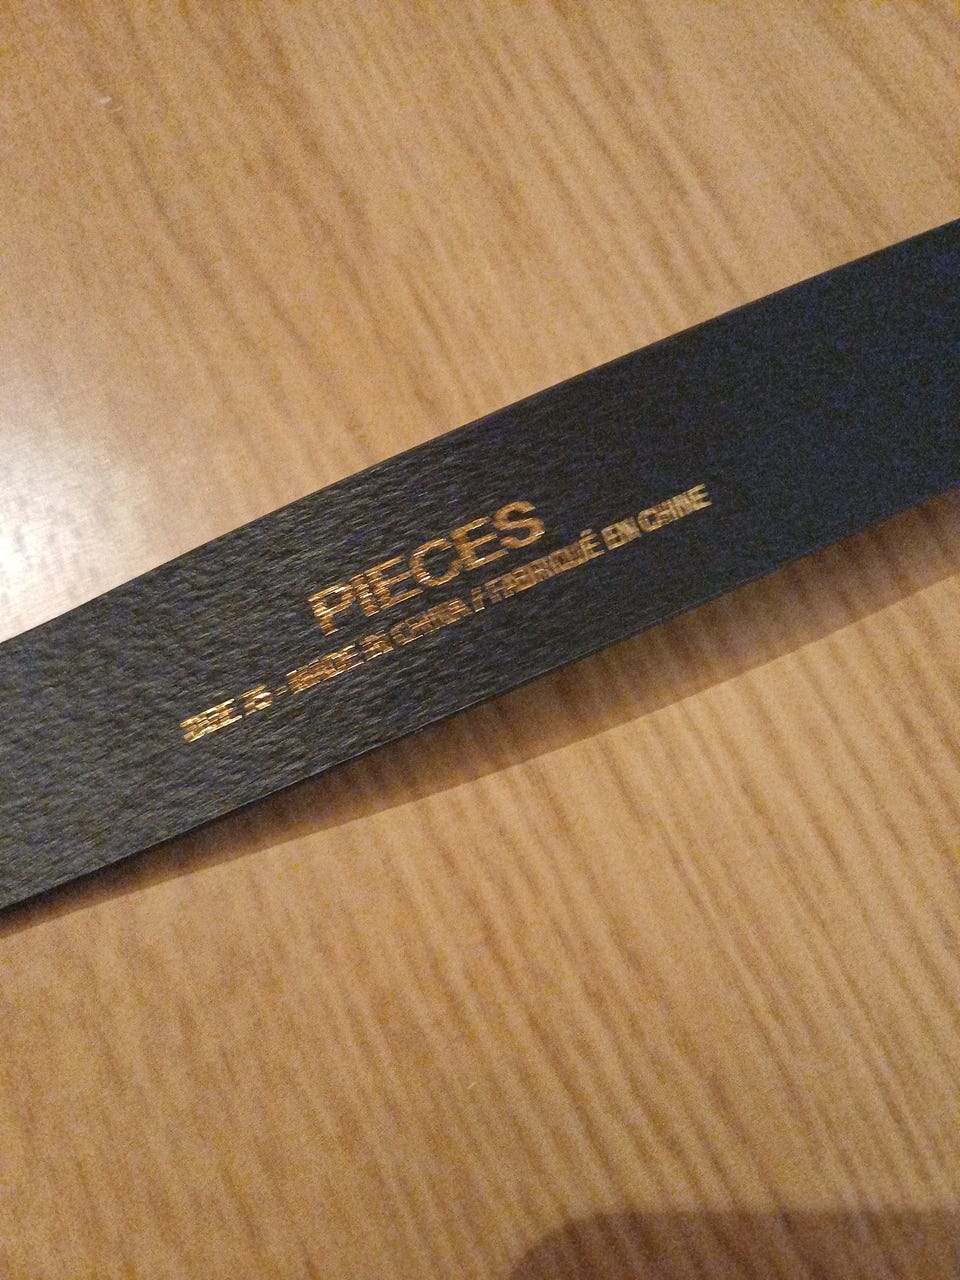 PIECES
SIZE 75 - MADE IN CHINA / FABRIQUÉ EN CHINE